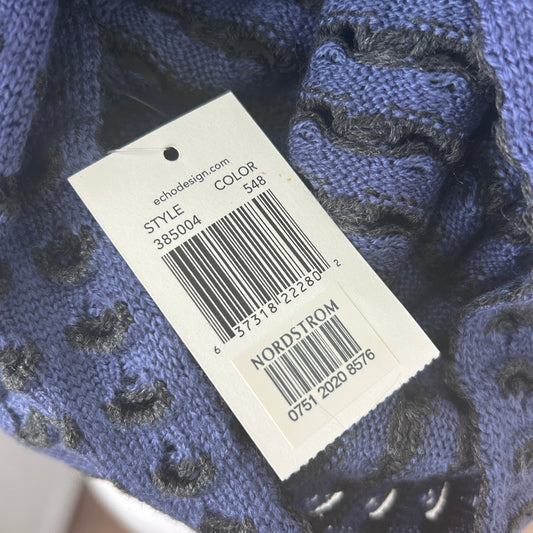 echodesign.com
STYLE COLOR
385004 548
6 37318 22280 2
NORDSTROM
0751 2020 8576